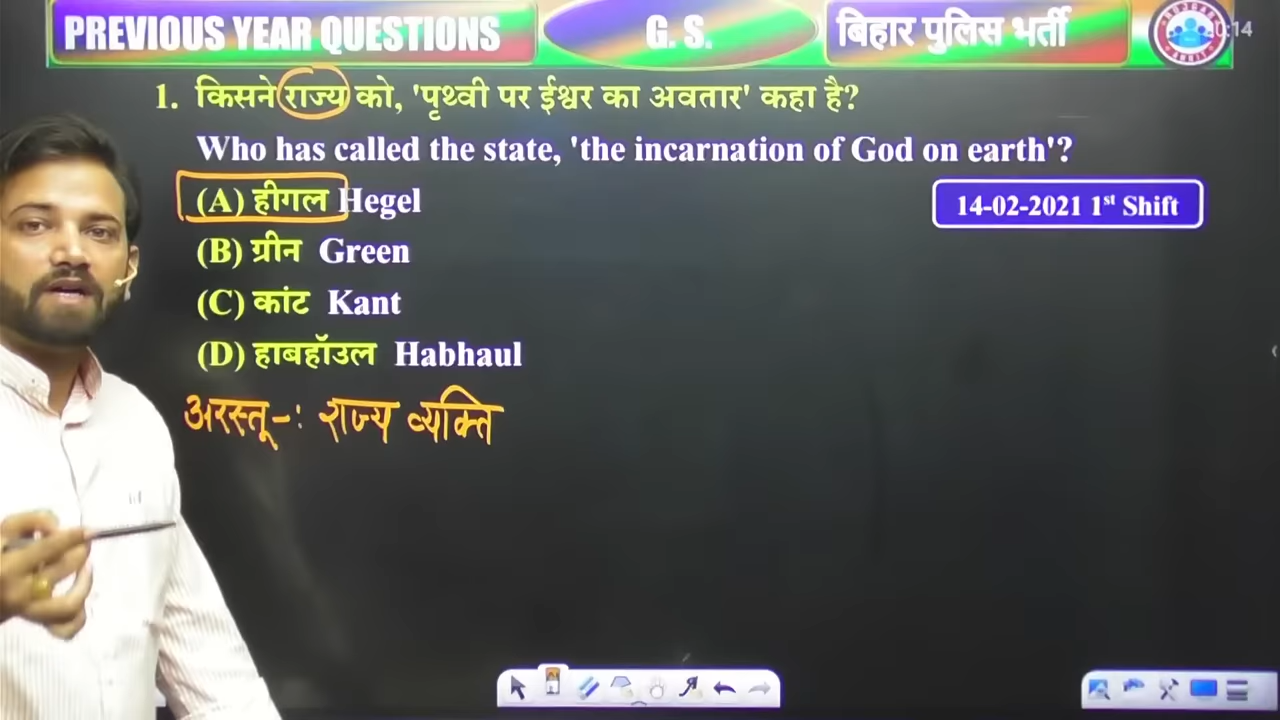 PREVIOUS YEAR QUESTIONS G. S. बिहार पुलिस भर्ती
1. किसने राज्य को, 'पृथ्वी पर ईश्वर का अवतार' कहा है?
Who has called the state, 'the incarnation of God on earth'?
(A) हीगल Hegel
14-02-2021 1st Shift
(B) ग्रीन Green
(C) कांट Kant
(D) हाबहॉउल Habhaul
अरस्तू -: राज्य व्यक्ति